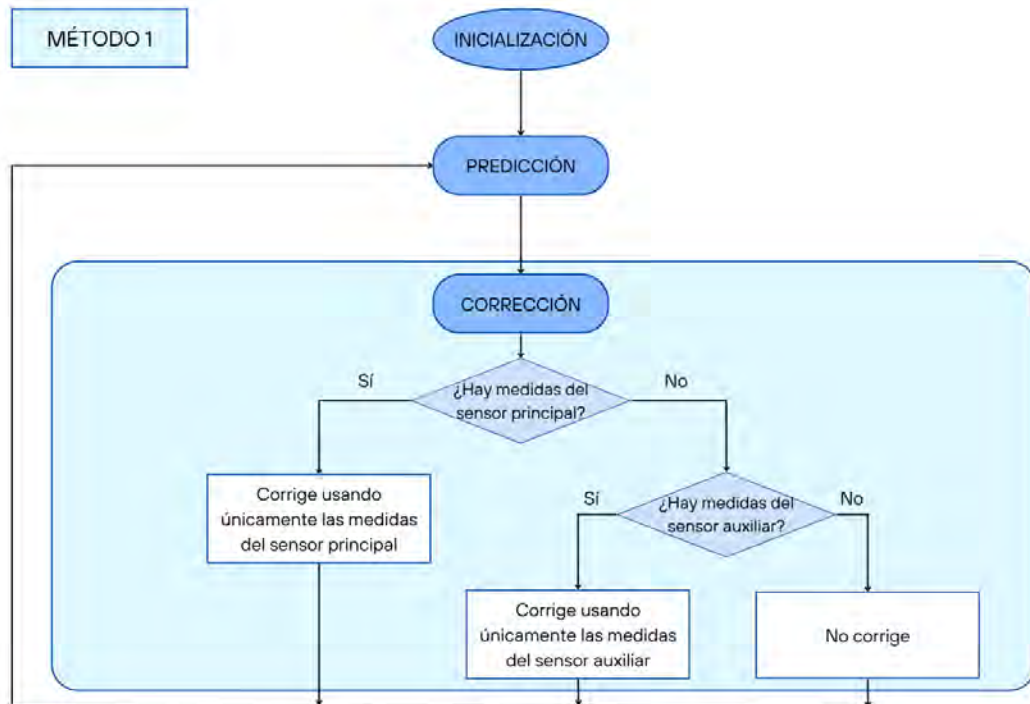 MÉTODO 1
INICIALIZACIÓN
PREDICCIÓN
CORRECCIÓN
Sí
¿Hay medidas del
sensor principal?
No
Corrige usando
únicamente las medidas
del sensor principal
Sí
¿Hay medidas del
sensor auxiliar?
No
Corrige usando
únicamente las medidas
del sensor auxiliar
No corrige